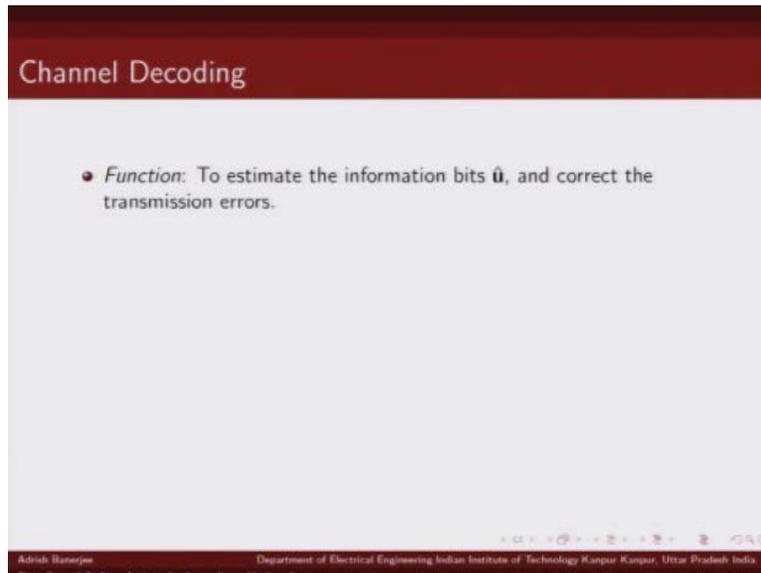 Channel Decoding
Function: To estimate the information bits û, and correct the
transmission errors.
Adrish Banerjee
Department of Electrical Engineering Indian Institute of Technology Kanpur Kanpur, Uttar Pradesh India